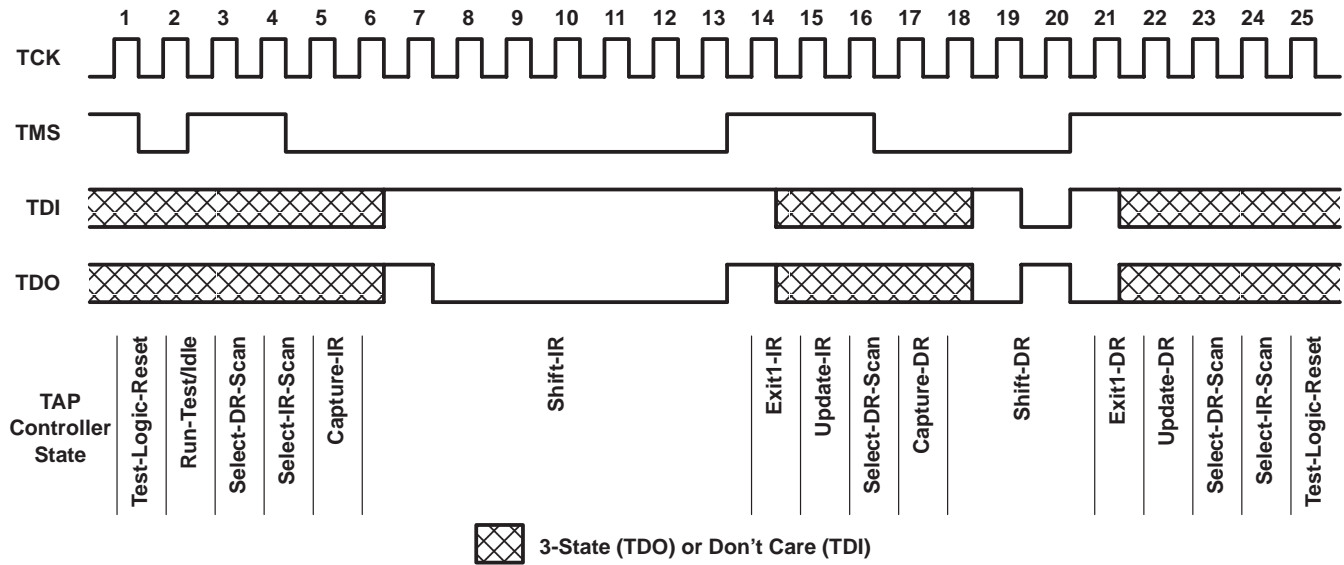 1 2 3 4 5 6 7 8 9 10 11 12 13 14 15 16 17 18 19 20 21 22 23 24 25
TCK
TMS
TDI
TDO
TAP
Controller
State
Test-Logic-Reset
Run-Test/Idle
Select-DR-Scan
Select-IR-Scan
Capture-IR
Shift-IR
Exit1-IR
Update-IR
Select-DR-Scan
Capture-DR
Shift-DR
Exit1-DR
Update-DR
Select-DR-Scan
Select-IR-Scan
Test-Logic-Reset
3-State (TDO) or Don't Care (TDI)